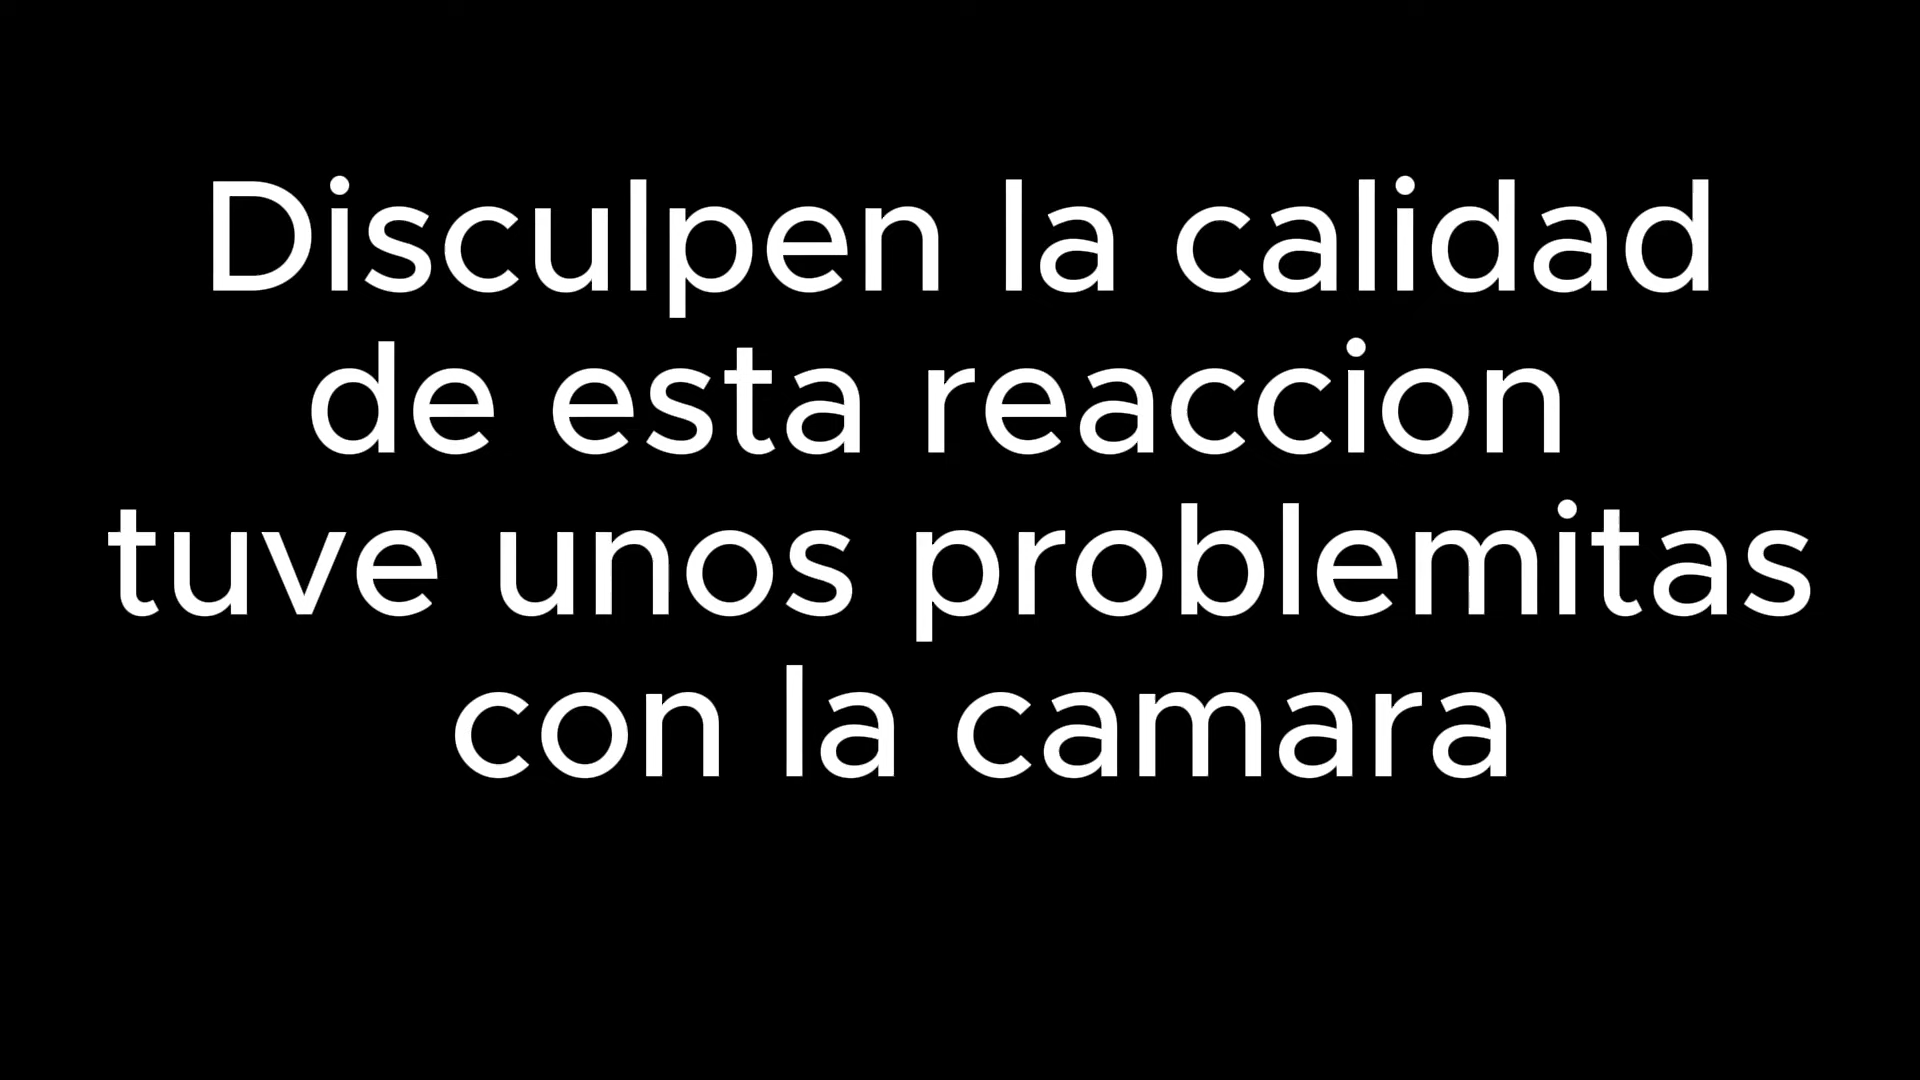 Disculpen la calidad
de esta reaccion
tuve unos problemitas
con la camara